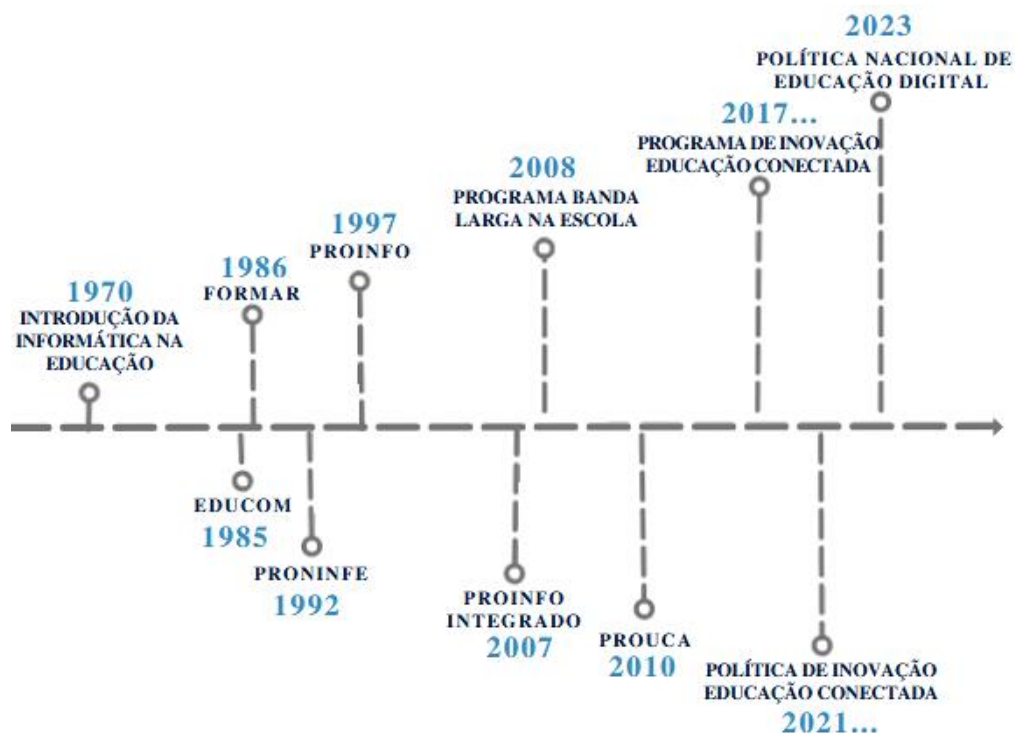 1970
INTRODUÇÃO DA
INFORMÁTICA NA
EDUCAÇÃO
EDUCOM
1985
1986
FORMAR
PRONINFE
1992
1997
PROINFO
PROINFO
INTEGRADO
2007
2008
PROGRAMA BANDA
LARGA NA ESCOLA
PROUCA
2010
2017...
PROGRAMA DE INOVAÇÃO
EDUCAÇÃO CONECTADA
POLÍTICA DE INOVAÇÃO
EDUCAÇÃO CONECTADA
2021...
2023
POLÍTICA NACIONAL DE
EDUCAÇÃO DIGITAL